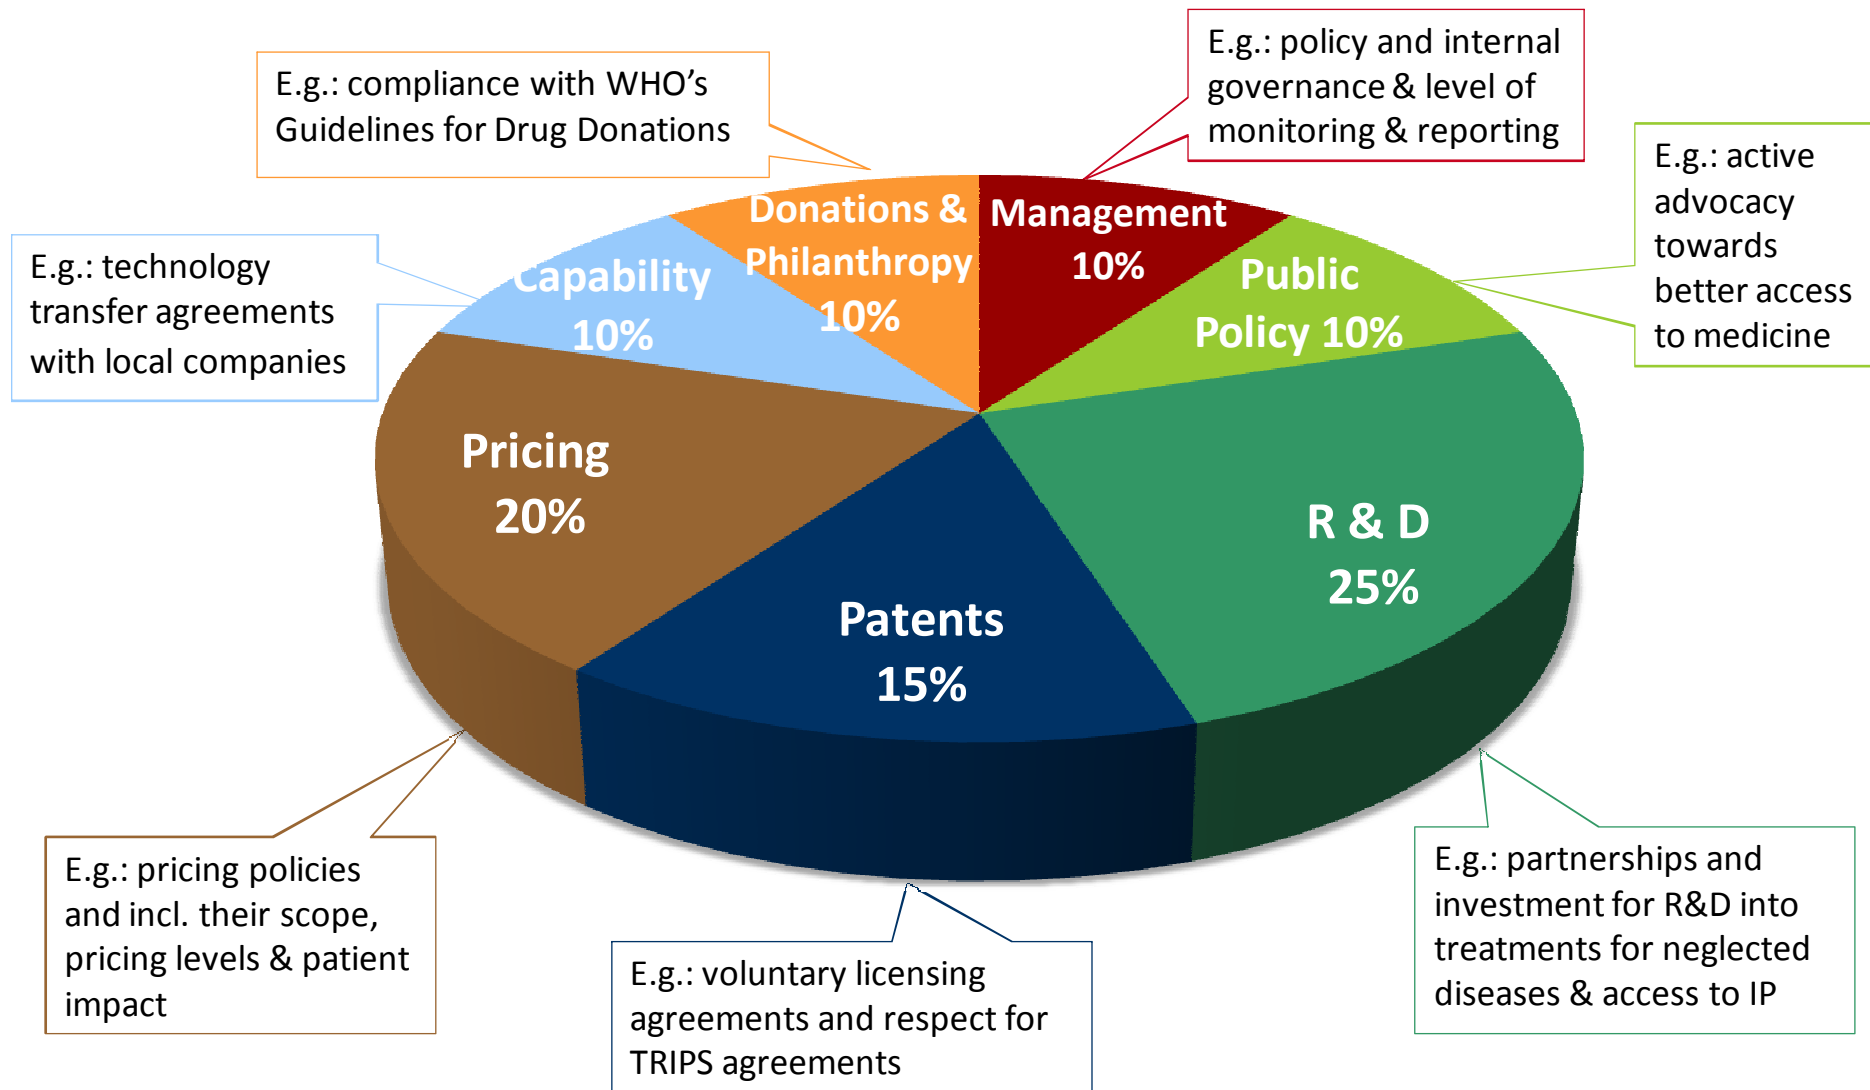 E.g.: compliance with WHO's
Guidelines for Drug Donations
E.g.: policy and internal
governance & level of
monitoring & reporting
E.g.: active
advocacy
towards
better access
to medicine
E.g.: technology
transfer agreements
with local companies
Donations &
Philanthropy
10%
Management
10%
Capability
10%
Public
Policy 10%
Pricing
20%
R & D
25%
Patents
15%
E.g.: pricing policies
and incl. their scope,
pricing levels & patient
impact
E.g.: voluntary licensing
agreements and respect for
TRIPS agreements
E.g.: partnerships and
investment for R&D into
treatments for neglected
diseases & access to IP